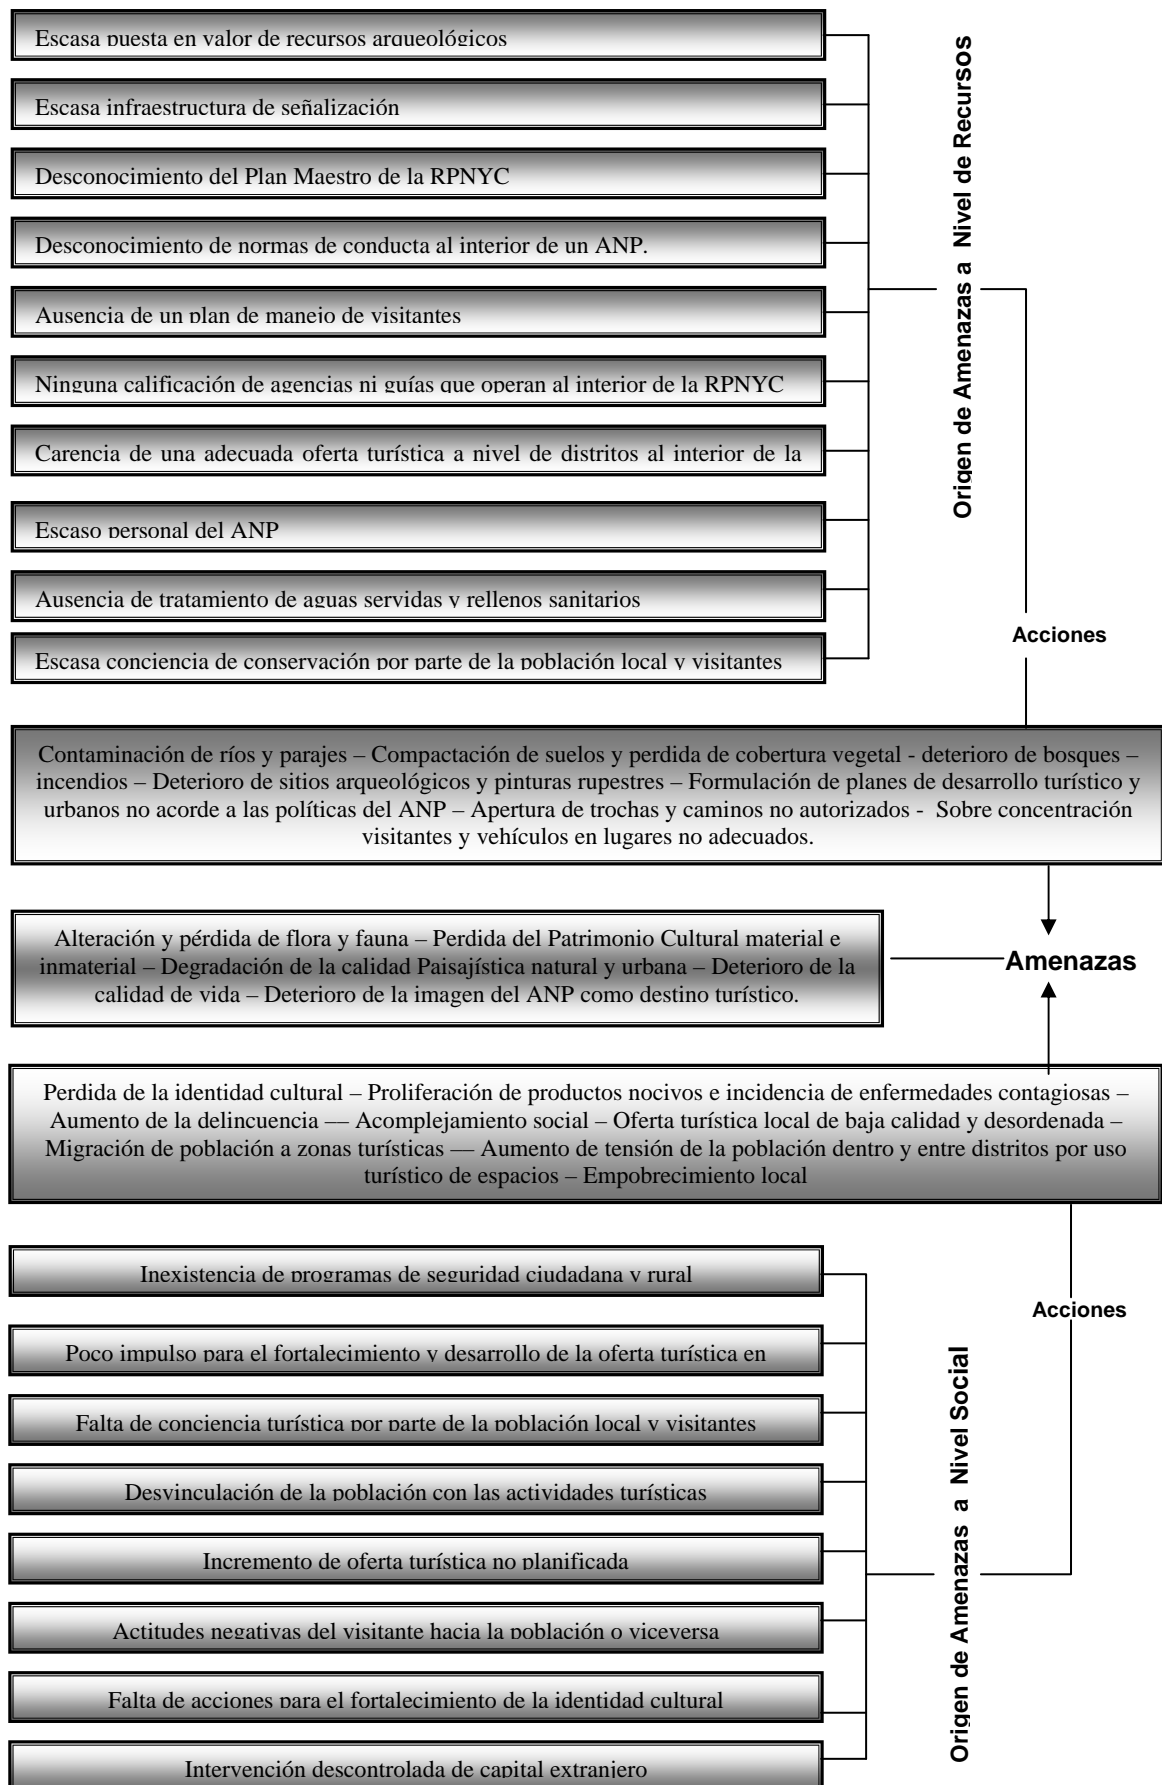 Escasa puesta en valor de recursos arqueológicos
Escasa infraestructura de señalización
Desconocimiento del Plan Maestro de la RPNYC
Desconocimiento de normas de conducta al interior de un ANP.
Ausencia de un plan de manejo de visitantes
Ninguna calificación de agencias ni guías que operan al interior de la RPNYC
Carencia de una adecuada oferta turística a nivel de distritos al interior de la
Escaso personal del ANP
Ausencia de tratamiento de aguas servidas y rellenos sanitarios
Escasa conciencia de conservación por parte de la población local y visitantes
Origen de Amenazas a Nivel de Recursos
Acciones
Contaminación de ríos y parajes – Compactación de suelos y perdida de cobertura vegetal - deterioro de bosques –
incendios – Deterioro de sitios arqueológicos y pinturas rupestres – Formulación de planes de desarrollo turístico y
urbanos no acorde a las políticas del ANP – Apertura de trochas y caminos no autorizados - Sobre concentración
visitantes y vehículos en lugares no adecuados.
Alteración y pérdida de flora y fauna – Perdida del Patrimonio Cultural material e
inmaterial – Degradación de la calidad Paisajística natural y urbana – Deterioro de la
calidad de vida – Deterioro de la imagen del ANP como destino turístico.
Amenazas
Perdida de la identidad cultural – Proliferación de productos nocivos e incidencia de enfermedades contagiosas –
Aumento de la delincuencia –– Acomplejamiento social – Oferta turística local de baja calidad y desordenada –
Migración de población a zonas turísticas –– Aumento de tensión de la población dentro y entre distritos por uso
turístico de espacios – Empobrecimiento local
Inexistencia de programas de seguridad ciudadana y rural
Poco impulso para el fortalecimiento y desarrollo de la oferta turística en
Falta de conciencia turística por parte de la población local y visitantes
Desvinculación de la población con las actividades turísticas
Incremento de oferta turística no planificada
Actitudes negativas del visitante hacia la población o viceversa
Falta de acciones para el fortalecimiento de la identidad cultural
Intervención descontrolada de capital extranjero
Acciones
Origen de Amenazas a Nivel Social